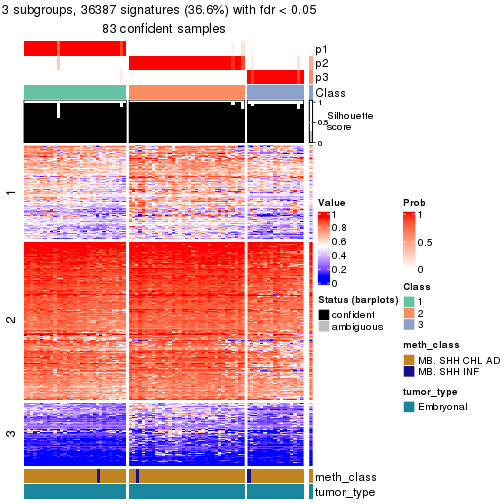 3 subgroups, 36387 signatures (36.6%) with fdr < 0.05
83 confident samples
p1
p2
p3
Class
1
0.5
0
Silhouette
score
1
2
3
meth_class
tumor_type
Value
1
0.8
0.6
0.4
0.2
0
Status (barplots)
confident
ambiguous
Prob
1
0.5
0
Class
1
2
3
meth_class
MB. SHH CHL AD
MB. SHH INF
tumor_type
Embryonal